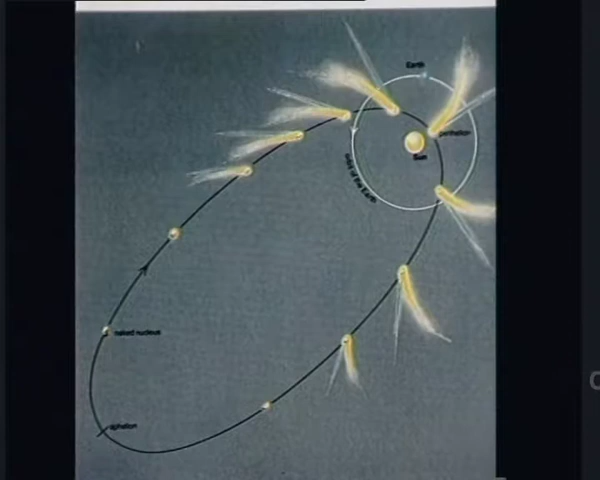 Earth
perihelion
Sun
orbit of the Earth
naked nucleus
aphelion